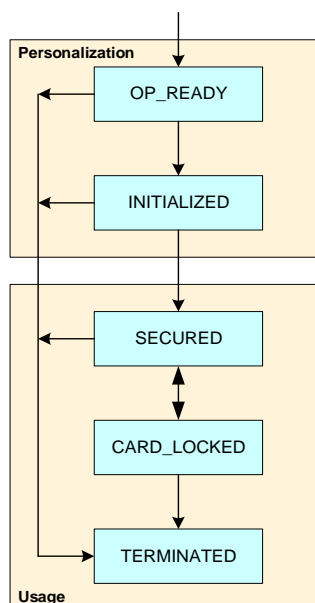 Personalization
OP_READY
INITIALIZED
SECURED
CARD_LOCKED
TERMINATED
Usage